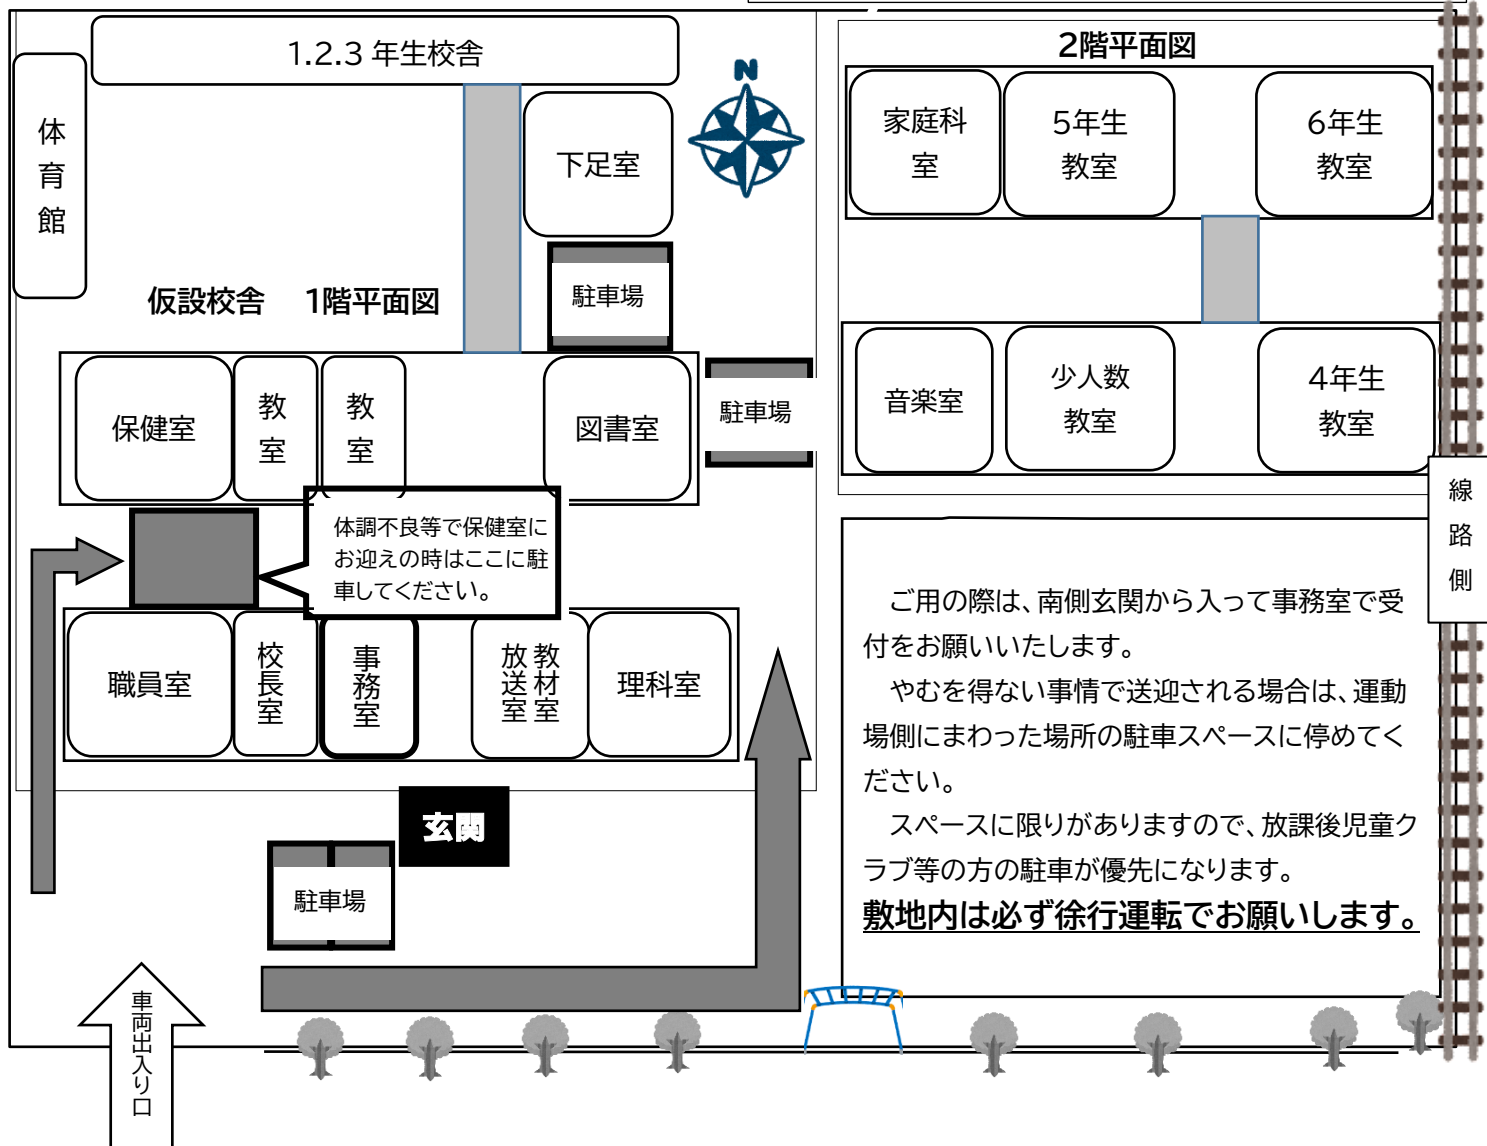 1.2.3 年生校舎
体育館
下足室
N
駐車場
仮設校舎　1階平面図
保健室
教室
教室
図書室
駐車場
体調不良等で保健室に
お迎えの時はここに駐
車してください。
職員室
校長室
事務室
教材室
放送室
理科室
玄関
駐車場
車両出入り口
2階平面図
家庭科
室
5年生
教室
6年生
教室
音楽室
少人数
教室
4年生
教室
線路側
ご用の際は、南側玄関から入って事務室で受
付をお願いいたします。
やむを得ない事情で送迎される場合は、運動
場側にまわった場所の駐車スペースに停めてく
ださい。
スペースに限りがありますので、放課後児童ク
ラブ等の方の駐車が優先になります。
敷地内は必ず徐行運転でお願いします。